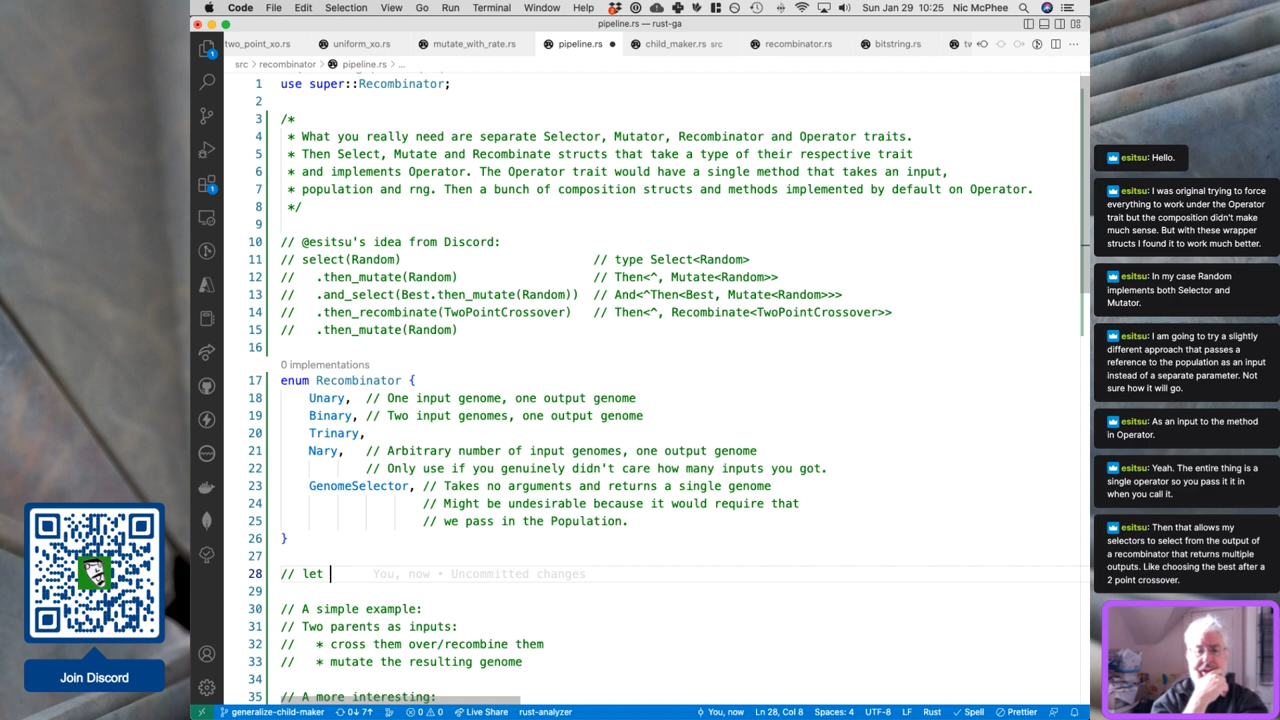 Code File Edit Selection View Go Run Terminal Window Help Sun Jan 29 10:25 Nic McPhee
pipeline.rs — rust-ga
two_point_xo.rs uniform_xo.rs mutate_with_rate.rs pipeline.rs child_maker.rs src recombinator.rs bitstring.rs
src › recombinator › pipeline.rs › ...
1 use super::Recombinator;
2
3 /*
4 * What you really need are separate Selector, Mutator, Recombinator and Operator traits.
5 * Then Select, Mutate and Recombinate structs that take a type of their respective trait
6 * and implements Operator. The Operator trait would have a single method that takes an input,
7 * population and rng. Then a bunch of composition structs and methods implemented by default on Operator.
8 */
9
10 // @esitsu's idea from Discord:
11 // select(Random) // type Select<Random>
12 // .then_mutate(Random) // Then<^, Mutate<Random>>
13 // .and_select(Best.then_mutate(Random)) // And<^Then<Best, Mutate<Random>>>
14 // .then_recombinate(TwoPointCrossover) // Then<^, Recombinate<TwoPointCrossover>>
15 // .then_mutate(Random)
16
0 implementations
17 enum Recombinator {
18 Unary, // One input genome, one output genome
19 Binary, // Two input genomes, one output genome
20 Trinary,
21 Nary, // Arbitrary number of input genomes, one output genome
22 // Only use if you genuinely didn't care how many inputs you got.
23 GenomeSelector, // Takes no arguments and returns a single genome
24 // Might be undesirable because it would require that
25 // we pass in the Population.
26 }
27
28 // let You, now • Uncommitted changes
29
30 // A simple example:
31 // Two parents as inputs:
32 // * cross them over/recombine them
33 // * mutate the resulting genome
34
35 // A more interesting:
generalize-child-maker 0↓ 7↑ 0 0 Live Share rust-analyzer You, now Ln 28, Col 8 Spaces: 4 UTF-8 LF Rust Spell Prettier
Join Discord
esitsu: Hello.
esitsu: I was original trying to force
everything to work under the Operator
trait but the composition didn't make
much sense. But with these wrapper
structs I found it to work much better.
esitsu: In my case Random
implements both Selector and
Mutator.
esitsu: I am going to try a slightly
different approach that passes a
reference to the population as an input
instead of a separate parameter. Not
sure how it will go.
esitsu: As an input to the method
in Operator.
esitsu: Yeah. The entire thing is a
single operator so you pass it it in
when you call it.
esitsu: Then that allows my
selectors to select from the output of
a recombinator that returns multiple
outputs. Like choosing the best after a
2 point crossover.